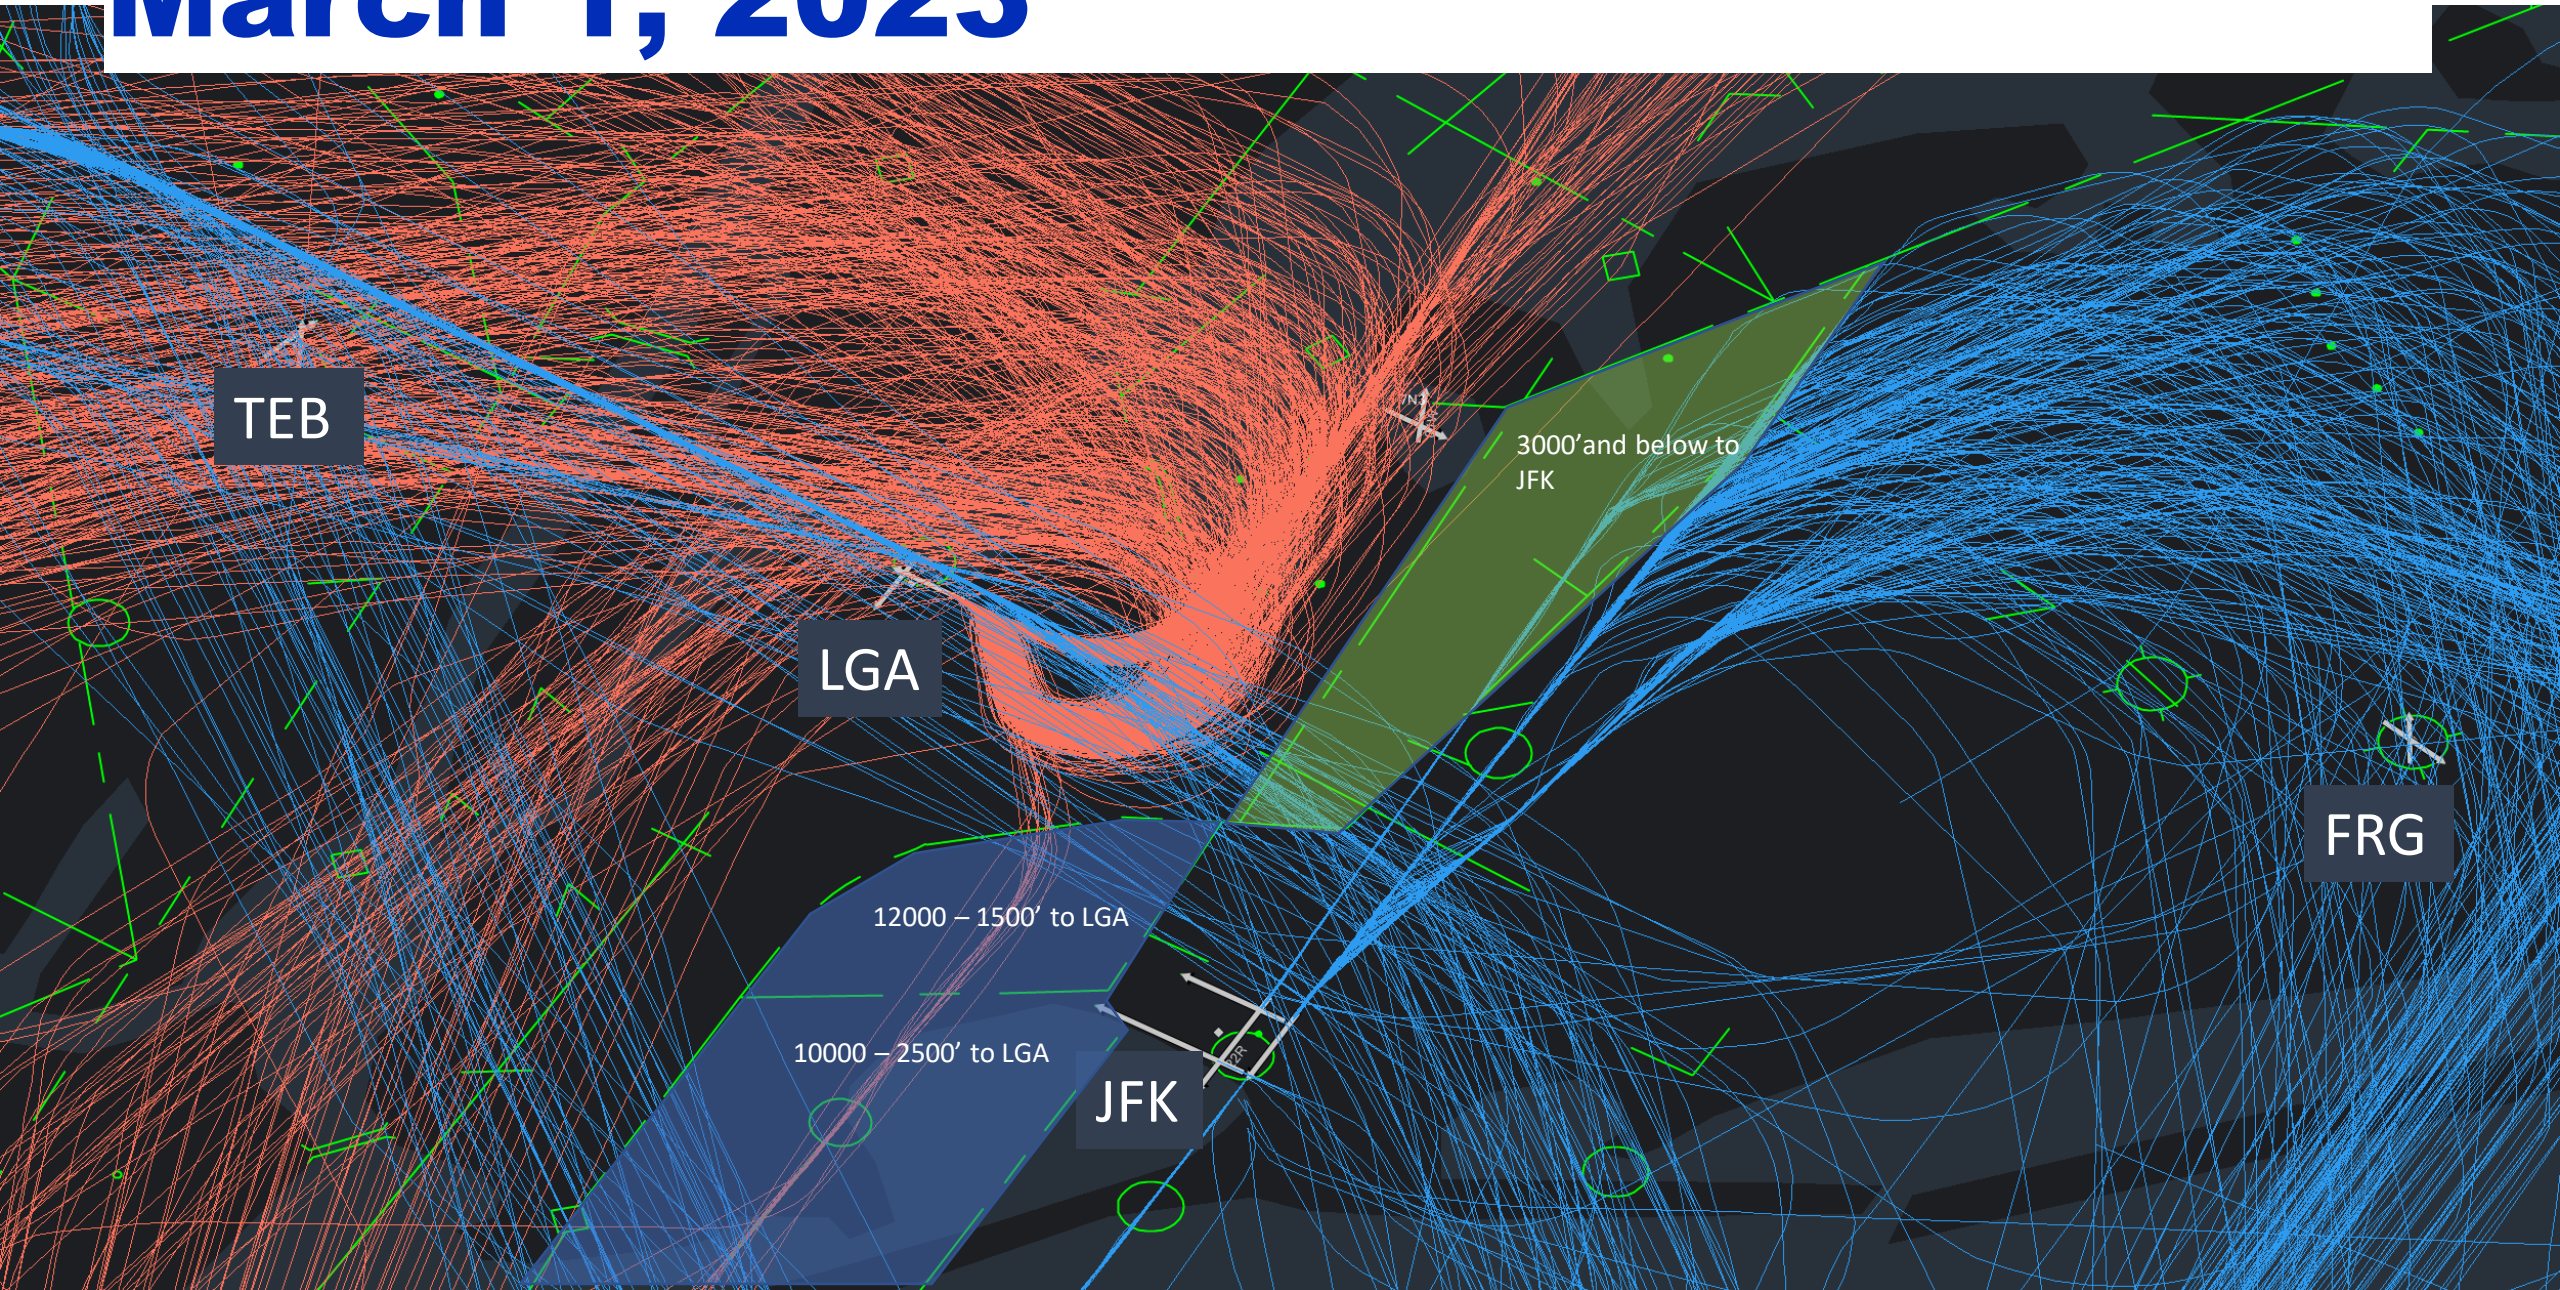 March 1, 2023
TEB
3000’and below to
JFK
LGA
FRG
12000 – 1500’ to LGA
10000 – 2500’ to LGA
JFK